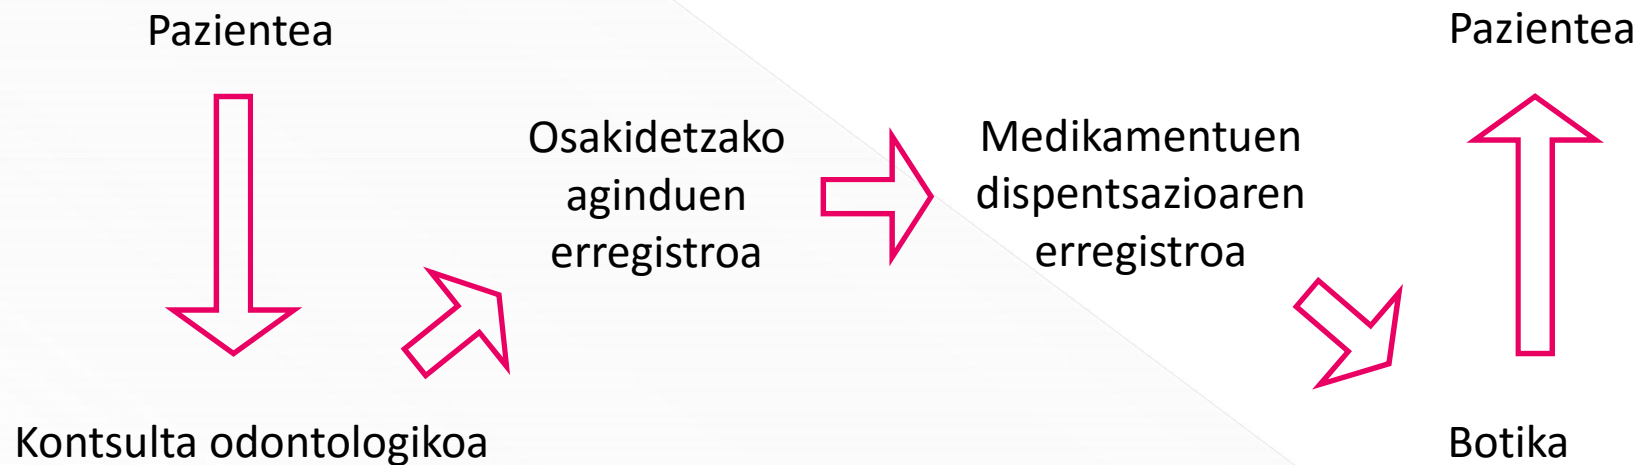 Pazientea
Kontsulta odontologikoa
Osakidetzako
aginduen
erregistroa
Medikamentuen
dispentsazioaren
erregistroa
Botika
Pazientea